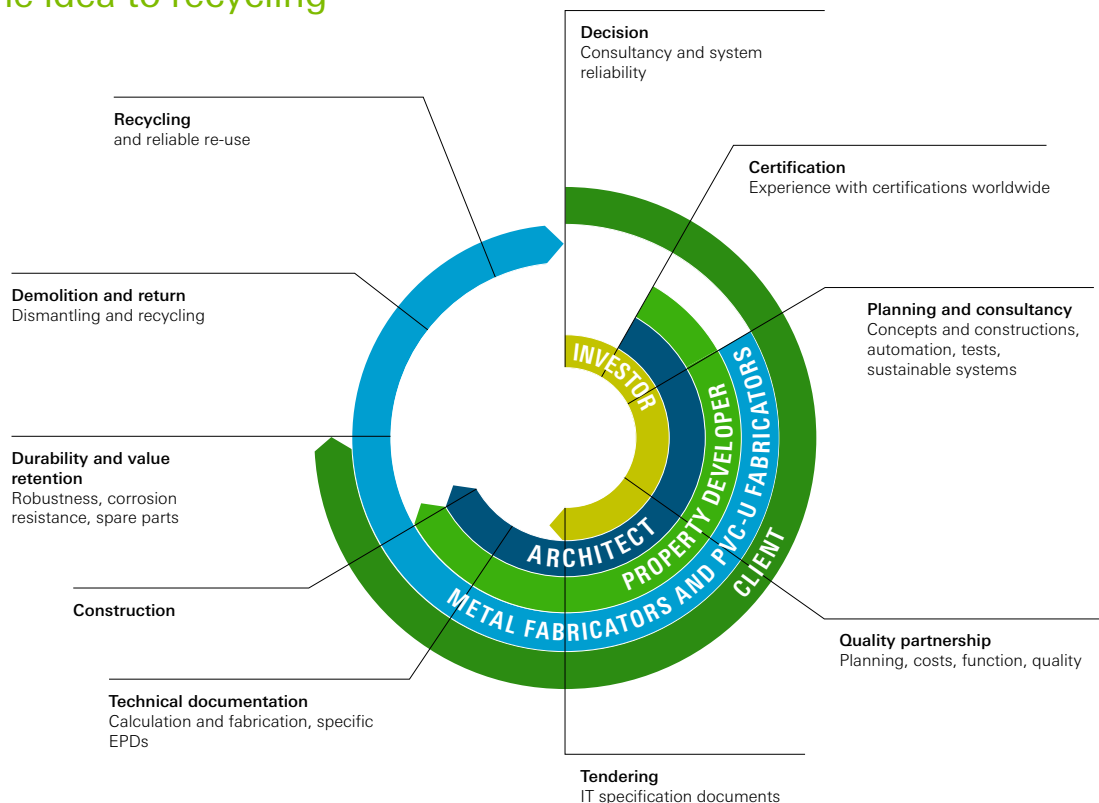 idea to recycling
Decision
Consultancy and system
reliability
Recycling
and reliable re-use
Certification
Experience with certifications worldwide
Demolition and return
Dismantling and recycling
Planning and consultancy
Concepts and constructions,
automation, tests,
sustainable systems
INVESTOR
ARCHITECT
PROPERTY DEVELOPER
METAL FABRICATORS AND PVC-U FABRICATORS
CLIENT
Durability and value
retention
Robustness, corrosion
resistance, spare parts
Construction
Quality partnership
Planning, costs, function, quality
Technical documentation
Calculation and fabrication, specific
EPDs
Tendering
IT specification documents